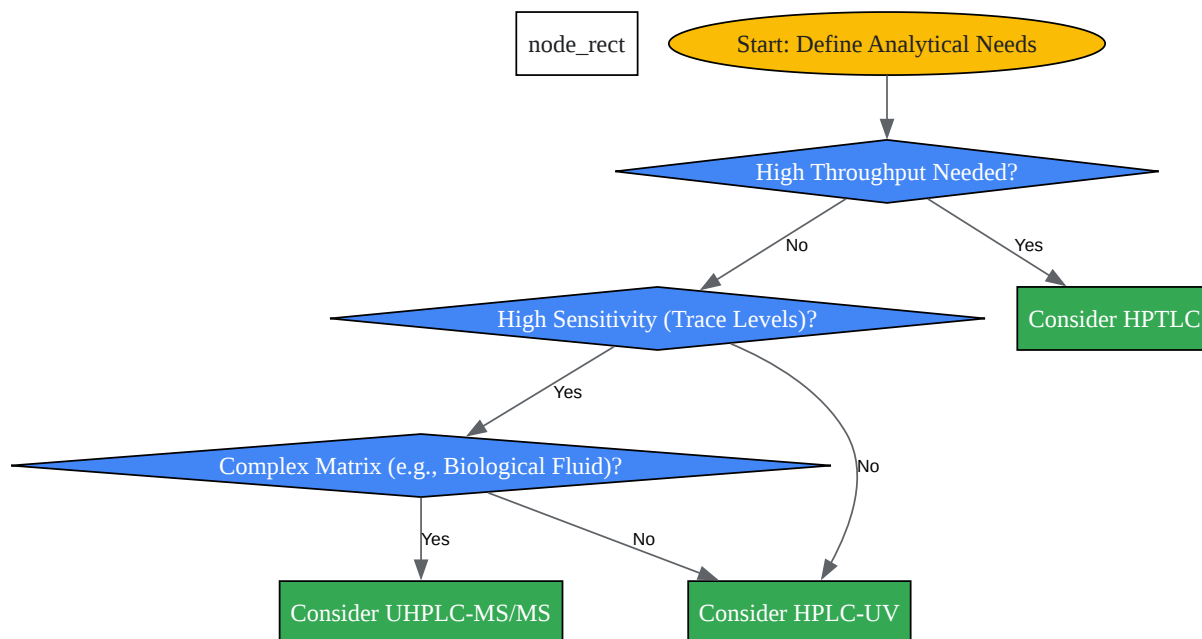 node_rect
Start: Define Analytical Needs
High Throughput Needed?
No
Yes
High Sensitivity (Trace Levels)?
Consider HPTLC
Yes
No
Complex Matrix (e.g., Biological Fluid)?
Yes
No
Consider UHPLC-MS/MS
Consider HPLC-UV